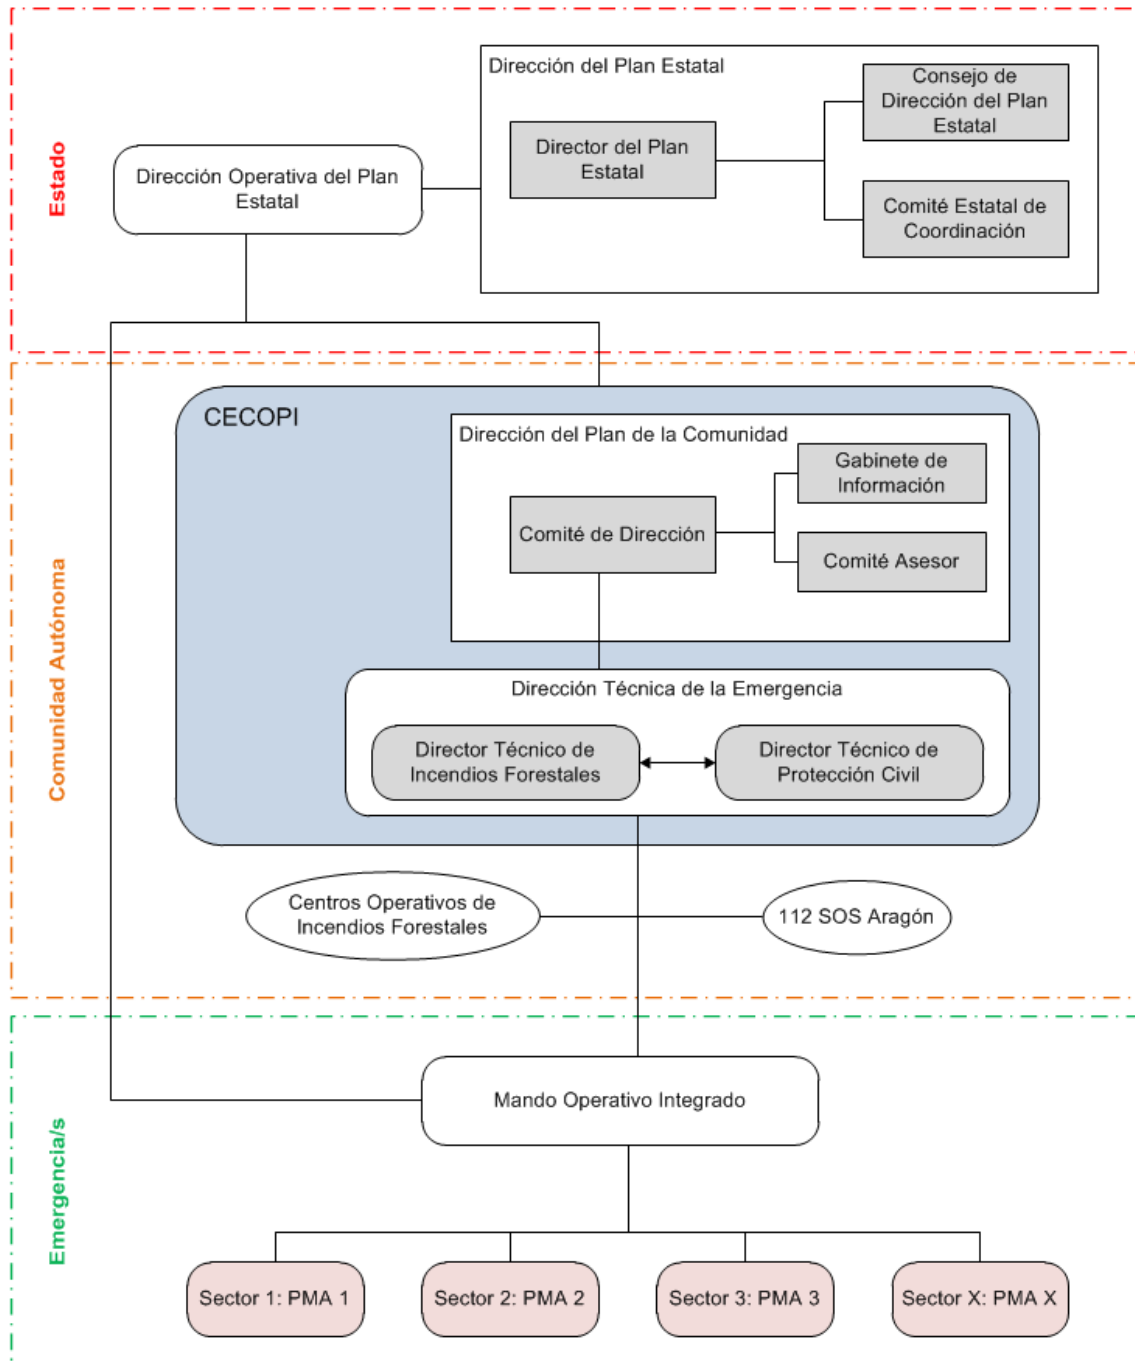 Estado
Dirección del Plan Estatal
Consejo de
Dirección del Plan
Estatal
Director del Plan
Estatal
Dirección Operativa del Plan
Estatal
Comité Estatal de
Coordinación
Comunidad Autónoma
CECOPI
Dirección del Plan de la Comunidad
Gabinete de
Información
Comité de Dirección
Comité Asesor
Dirección Técnica de la Emergencia
Director Técnico de
Incendios Forestales
Director Técnico de
Protección Civil
Centros Operativos de
Incendios Forestales
112 SOS Aragón
Emergencia/s
Mando Operativo Integrado
Sector 1: PMA 1
Sector 2: PMA 2
Sector 3: PMA 3
Sector X: PMA X